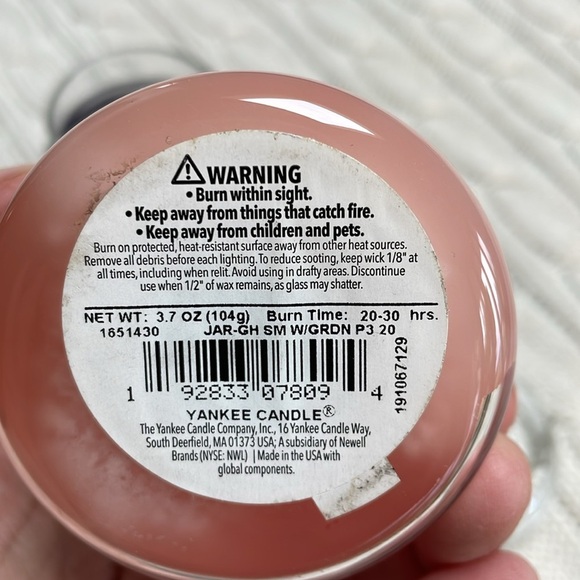 ⚠ WARNING
• Burn within sight.
• Keep away from things that catch fire.
• Keep away from children and pets.
Burn on protected, heat-resistant surface away from other heat sources.
Remove all debris before each lighting. To reduce sooting, keep wick 1/8" at
all times, including when relit. Avoid using in drafty areas. Discontinue
use when 1/2" of wax remains, as glass may shatter.
NET WT: 3.7 OZ (104g) Burn Time: 20-30 hrs.
1651430 JAR-GH SM W/GRDN P3 20
1 92833 07809 4
191067129
YANKEE CANDLE®
The Yankee Candle Company, Inc., 16 Yankee Candle Way,
South Deerfield, MA 01373 USA; A subsidiary of Newell
Brands (NYSE: NWL) | Made in the USA with
global components.